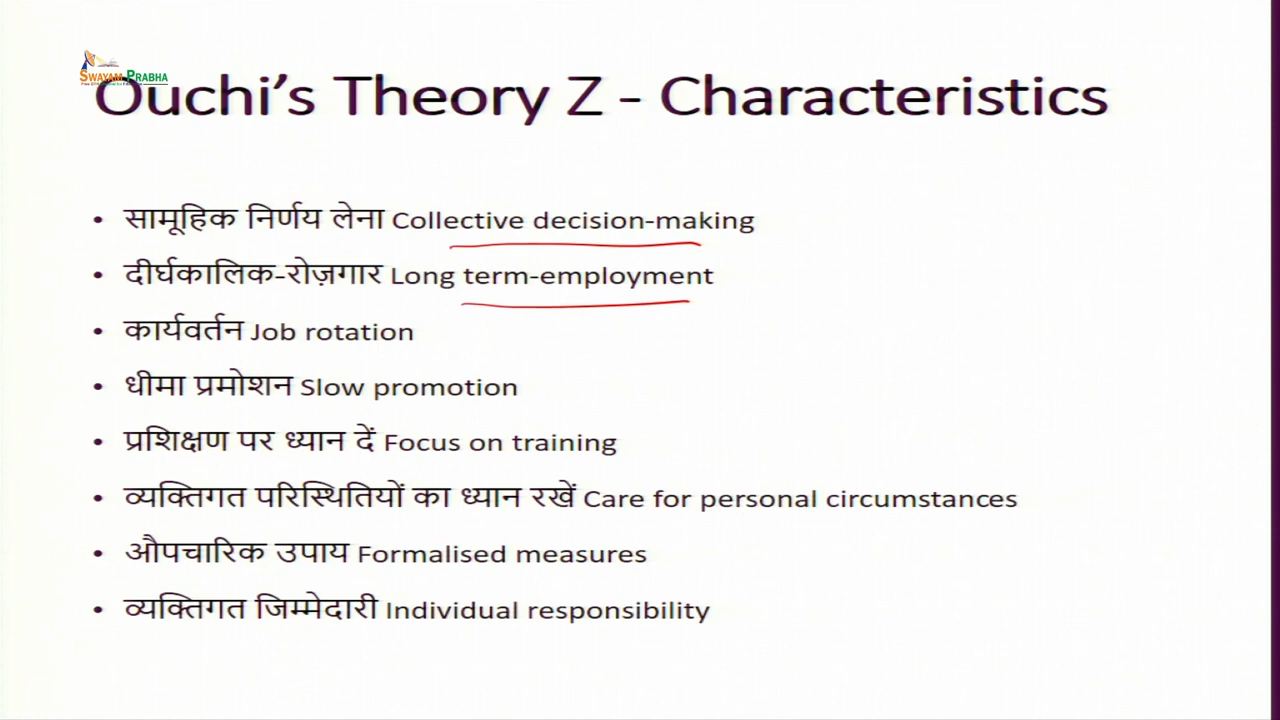 SWAYAM PRABHA
Ouchi's Theory Z - Characteristics
• सामूहिक निर्णय लेना Collective decision-making
• दीर्घकालिक-रोज़गार Long term-employment
• कार्यवर्तन Job rotation
• धीमा प्रमोशन Slow promotion
• प्रशिक्षण पर ध्यान दें Focus on training
• व्यक्तिगत परिस्थितियों का ध्यान रखें Care for personal circumstances
• औपचारिक उपाय Formalised measures
• व्यक्तिगत जिम्मेदारी Individual responsibility